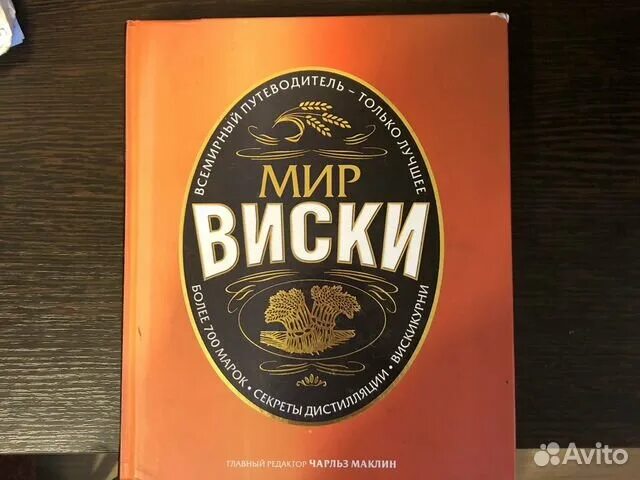 ВСЕМИРНЫЙ ПУТЕВОДИТЕЛЬ – ТОЛЬКО ЛУЧШЕЕ
МИР
ВИСКИ
БОЛЕЕ 700 МАРОК • СЕКРЕТЫ ДИСТИЛЛЯЦИИ • ВИСКИКУРНИ
ГЛАВНЫЙ РЕДАКТОР ЧАРЛЬЗ МАКЛИН
Avito